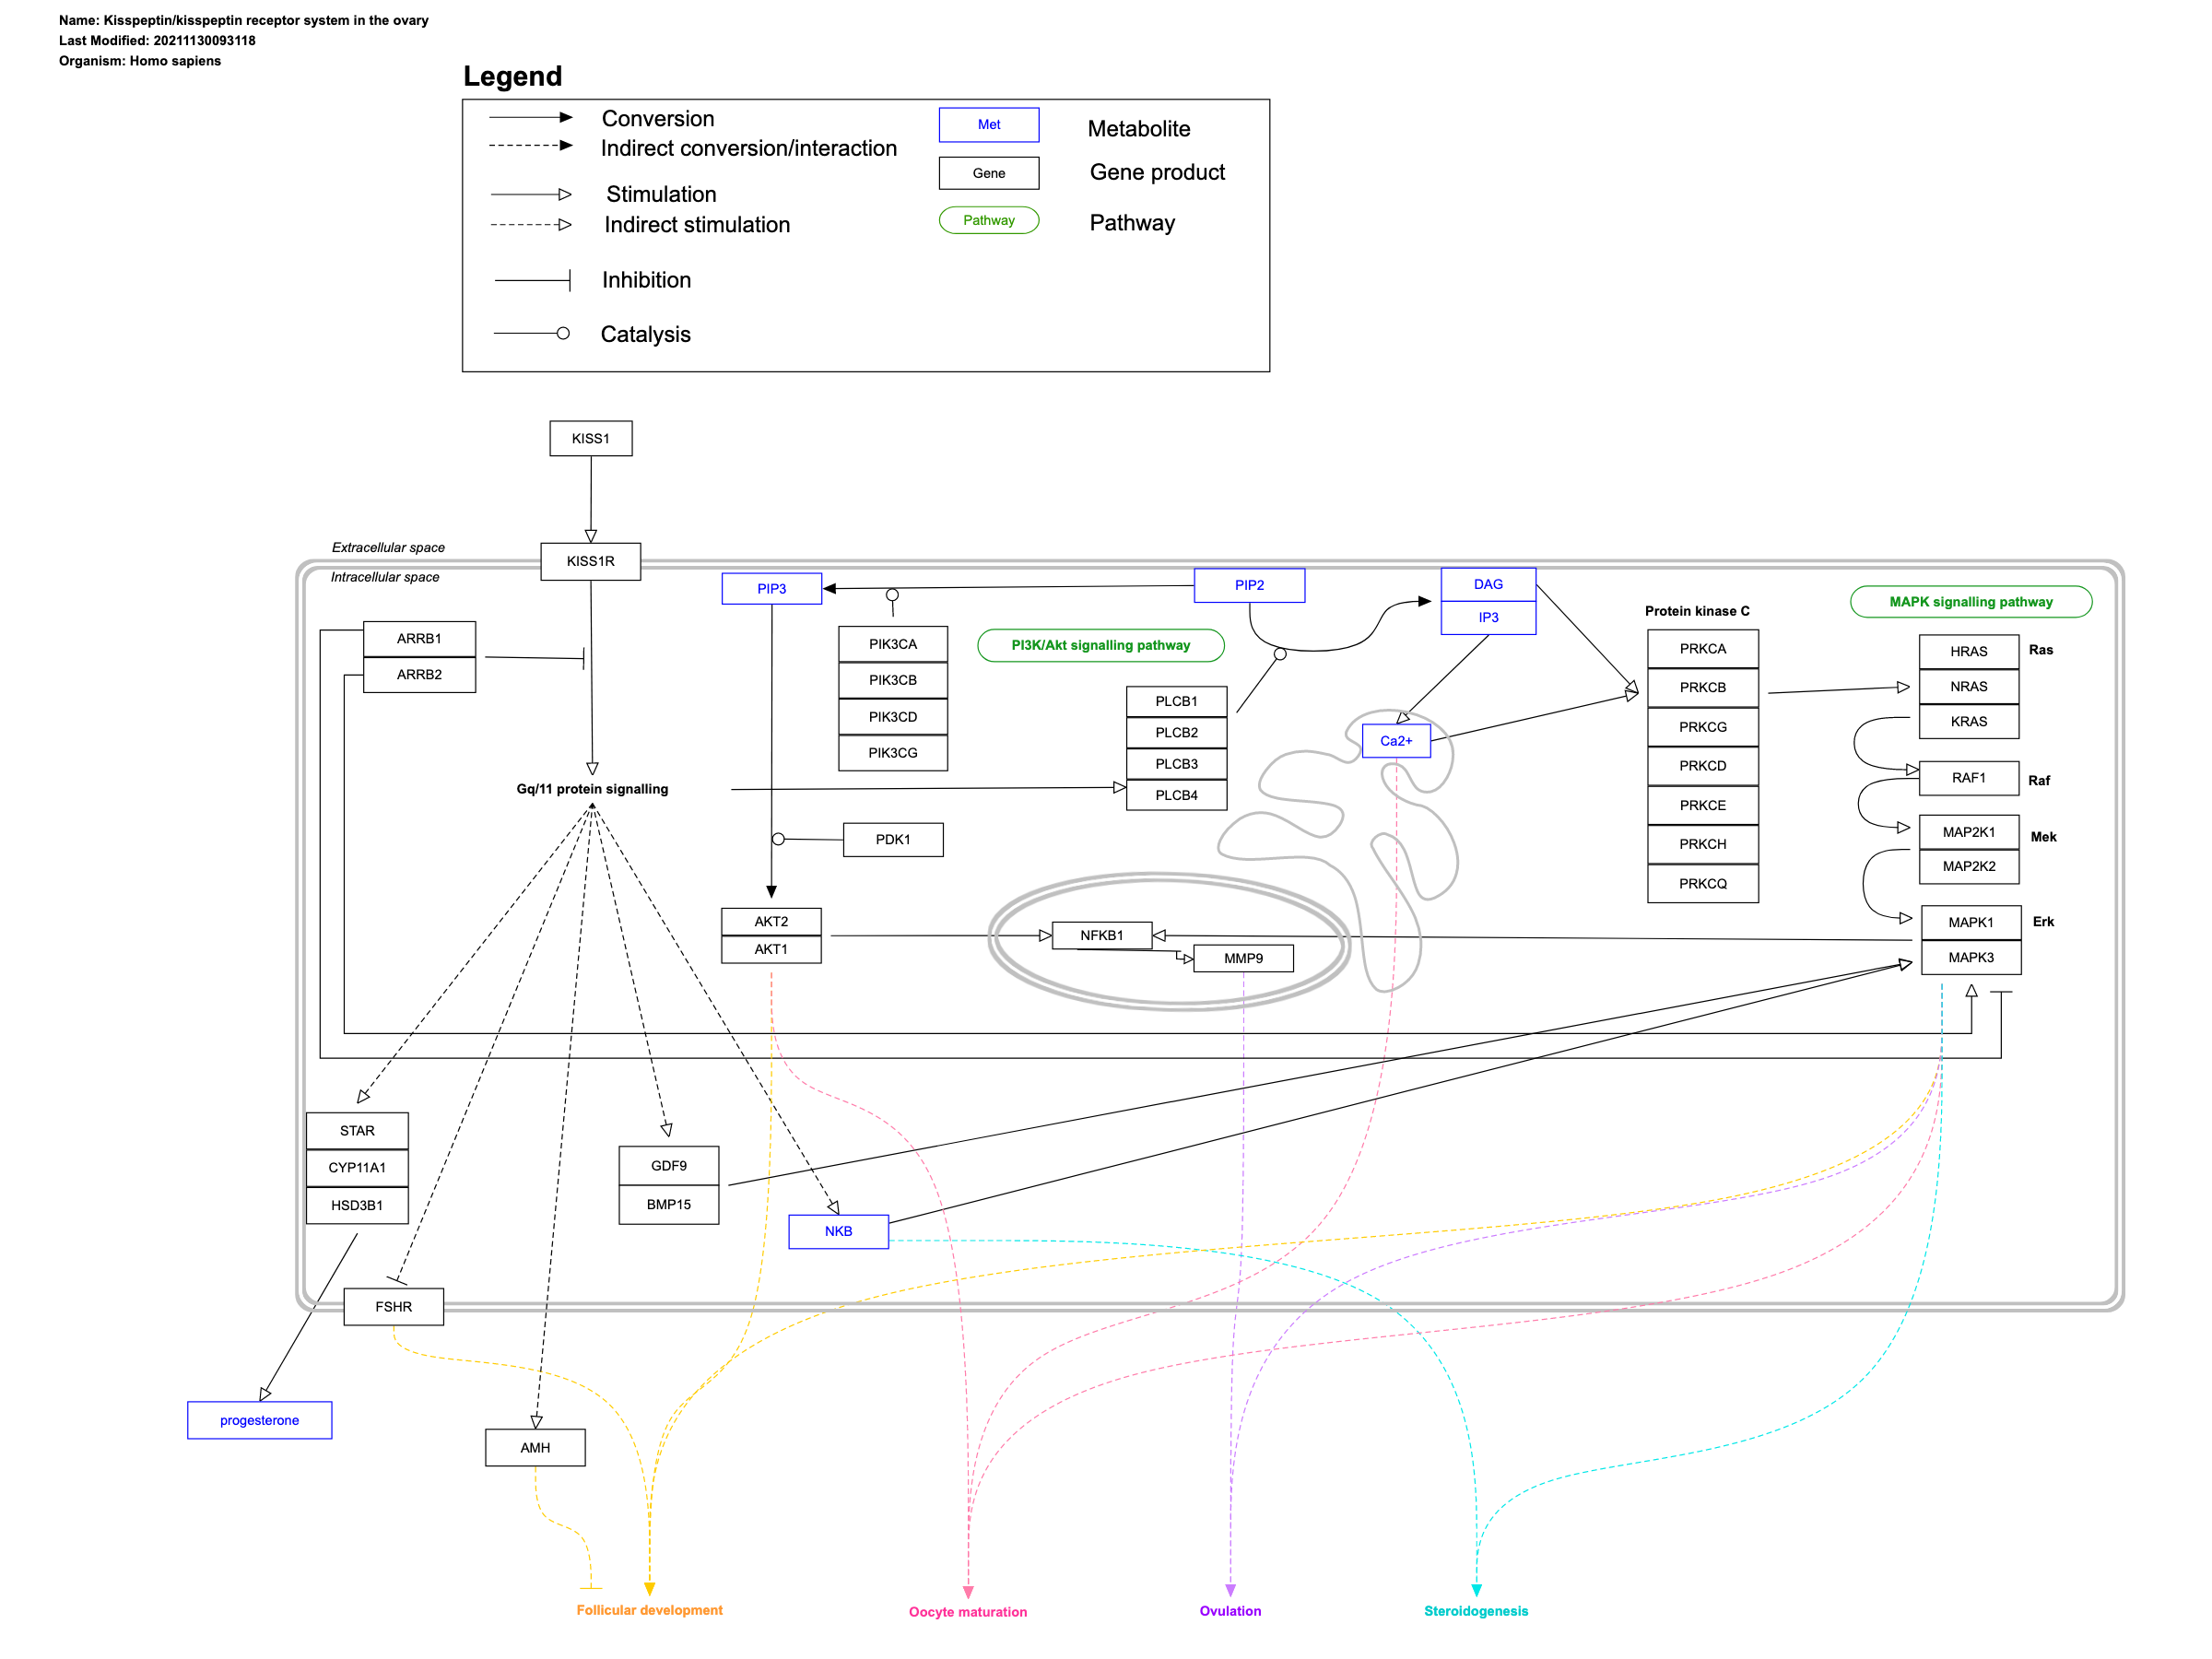 Name: Kisspeptin/kisspeptin receptor system in the ovary
Last Modified: 20211130093118
Organism: Homo sapiens
Legend
Conversion
Indirect conversion/interaction
Stimulation
Indirect stimulation
Inhibition
Catalysis
Met
Metabolite
Gene
Gene product
Pathway
Pathway
KISS1
Extracellular space
KISS1R
Intracellular space
ARRB1
ARRB2
PIP3
PIP2
DAG
IP3
PIK3CA
PIK3CB
PIK3CD
PIK3CG
PI3K/Akt signalling pathway
PLCB1
PLCB2
PLCB3
PLCB4
Ca2+
Protein kinase C
PRKCA
PRKCB
PRKCG
PRKCD
PRKCE
PRKCH
PRKCQ
MAPK signalling pathway
HRAS
Ras
NRAS
KRAS
RAF1
Raf
MAP2K1
Mek
MAP2K2
MAPK1
Erk
MAPK3
Gq/11 protein signalling
PDK1
AKT2
AKT1
NFKB1
MMP9
STAR
CYP11A1
HSD3B1
GDF9
BMP15
NKB
FSHR
progesterone
AMH
Follicular development
Oocyte maturation
Ovulation
Steroidogenesis